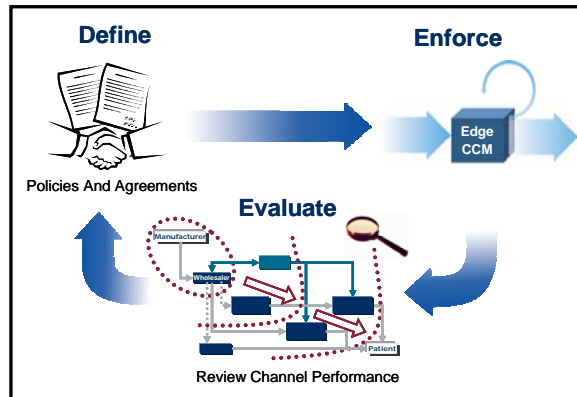 Define
Enforce
Edge
CCM
Policies And Agreements
Evaluate
Manufacturer
Wholesaler
Patient
Review Channel Performance